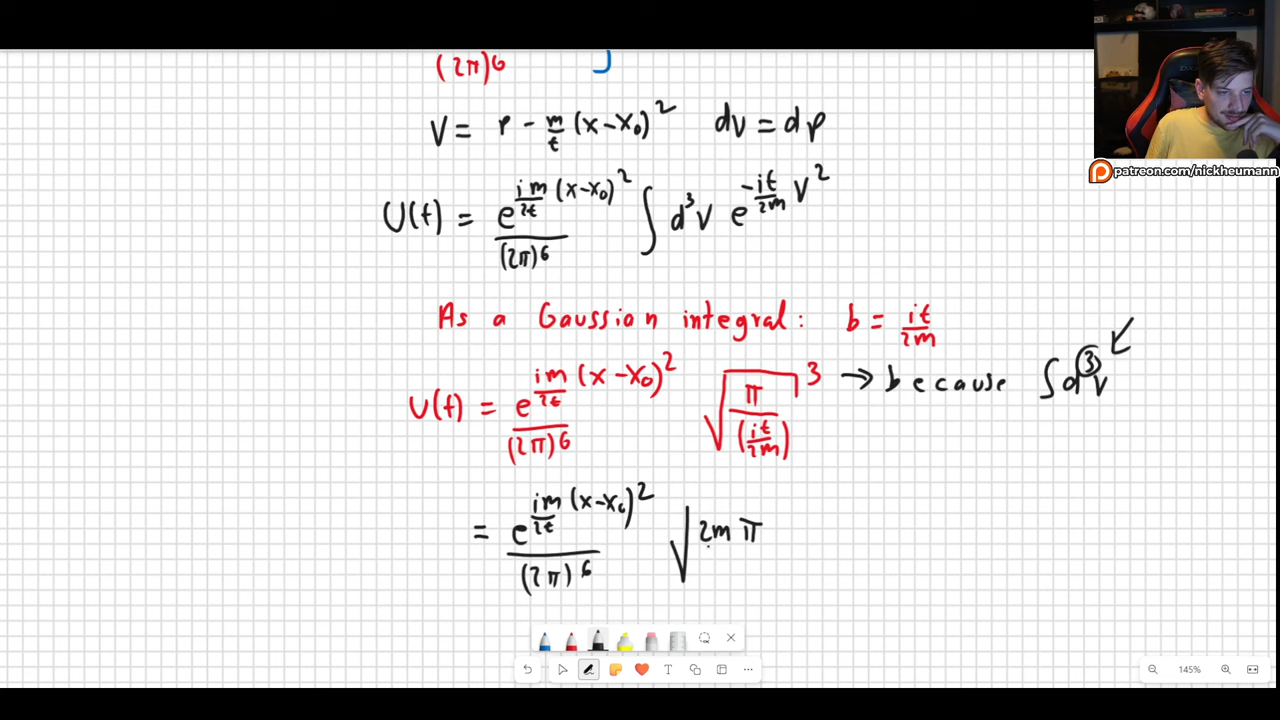 patreon.com/nickheumann
(2π)^6
V = p - m/t (x-x₀)² dv = dp
U(t) = e^{im/2t (x-x₀)²}/(2π)^6 ∫ d³V e^{-it/2m V²}
As a Gaussian integral: b = it/2m
U(t) = e^{im/2t (x-x₀)²}/(2π)^6 √(π/(it/2m))³ → because ∫d³v
= e^{im/2t (x-x₀)²}/(2π)^6 √2m π
145%